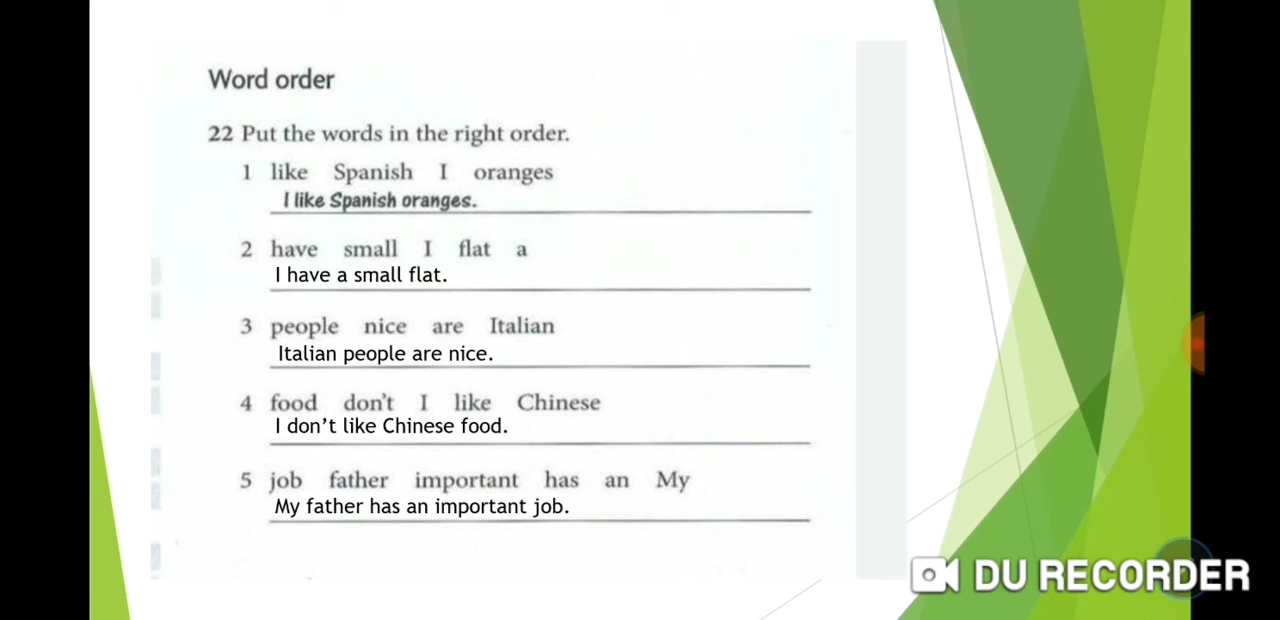 Word order
22 Put the words in the right order.
1 like Spanish I oranges
I like Spanish oranges.
2 have small I flat a
I have a small flat.
3 people nice are Italian
Italian people are nice.
4 food don't I like Chinese
I don't like Chinese food.
5 job father important has an My
My father has an important job.
DU RECORDER